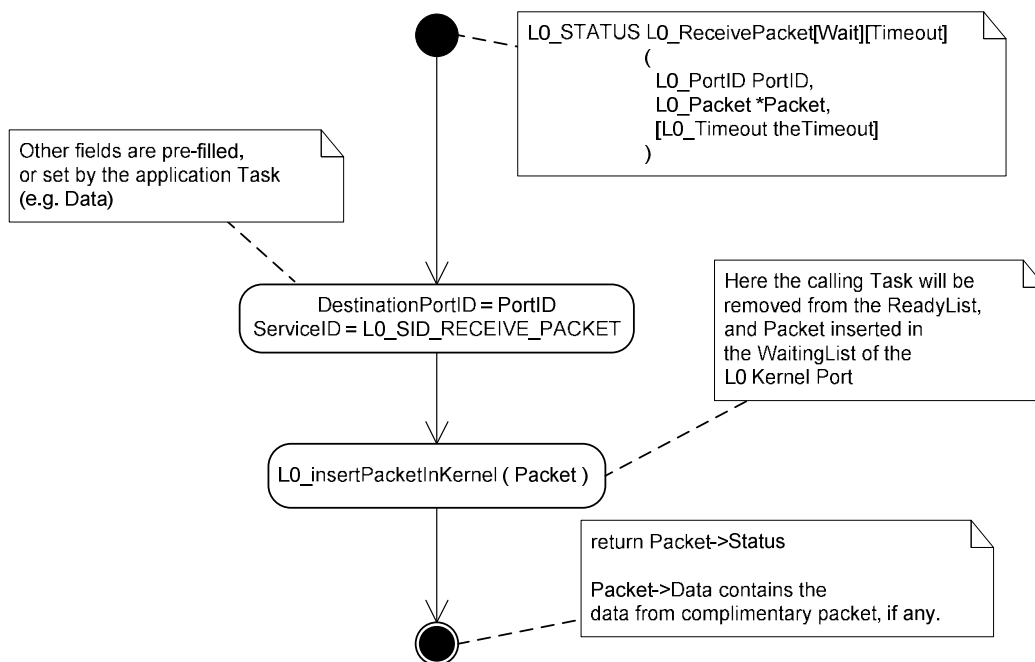 L0_STATUS L0_ReceivePacket[Wait][Timeout]
(
L0_PortID PortID,
L0_Packet *Packet,
[L0_Timeout theTimeout]
)
Other fields are pre-filled,
or set by the application Task
(e.g. Data)
DestinationPortID = PortID
ServiceID = L0_SID_RECEIVE_PACKET
Here the calling Task will be
removed from the ReadyList,
and Packet inserted in
the WaitingList of the
L0 Kernel Port
L0_insertPacketInKernel ( Packet )
return Packet->Status
Packet->Data contains the
data from complimentary packet, if any.